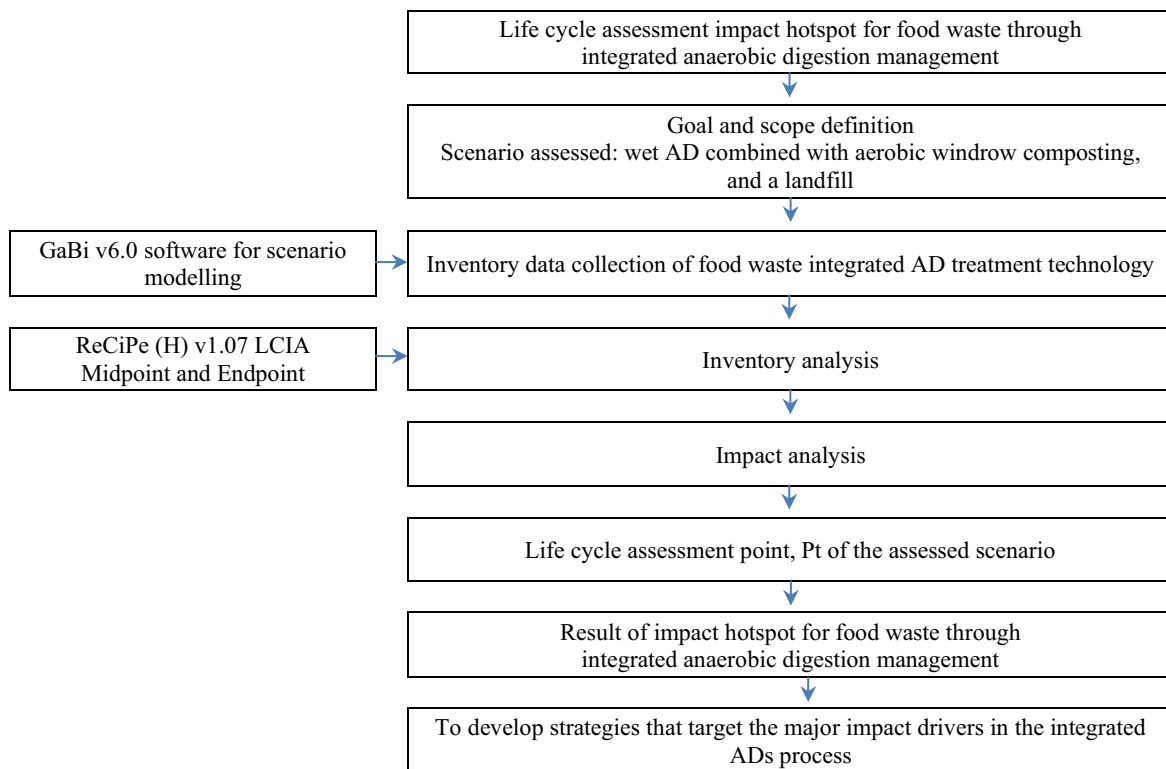 Life cycle assessment impact hotspot for food waste through
integrated anaerobic digestion management
Goal and scope definition
Scenario assessed: wet AD combined with aerobic windrow composting,
and a landfill
GaBi v6.0 software for scenario
modelling
Inventory data collection of food waste integrated AD treatment technology
ReCiPe (H) v1.07 LCIA
Midpoint and Endpoint
Inventory analysis
Impact analysis
Life cycle assessment point, Pt of the assessed scenario
Result of impact hotspot for food waste through
integrated anaerobic digestion management
To develop strategies that target the major impact drivers in the integrated
ADs process